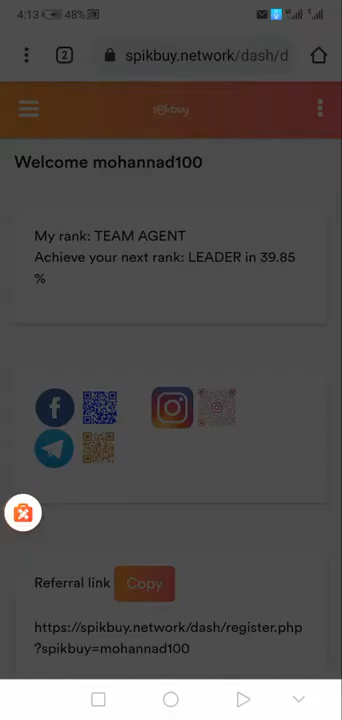 4:13
48%
2
spikbuy.network/dash/d
spikbuy
Welcome mohannad100
My rank: TEAM AGENT
Achieve your next rank: LEADER in 39.85
%
Referral link Copy
https://spikbuy.network/dash/register.php
?spikbuy=mohannad100